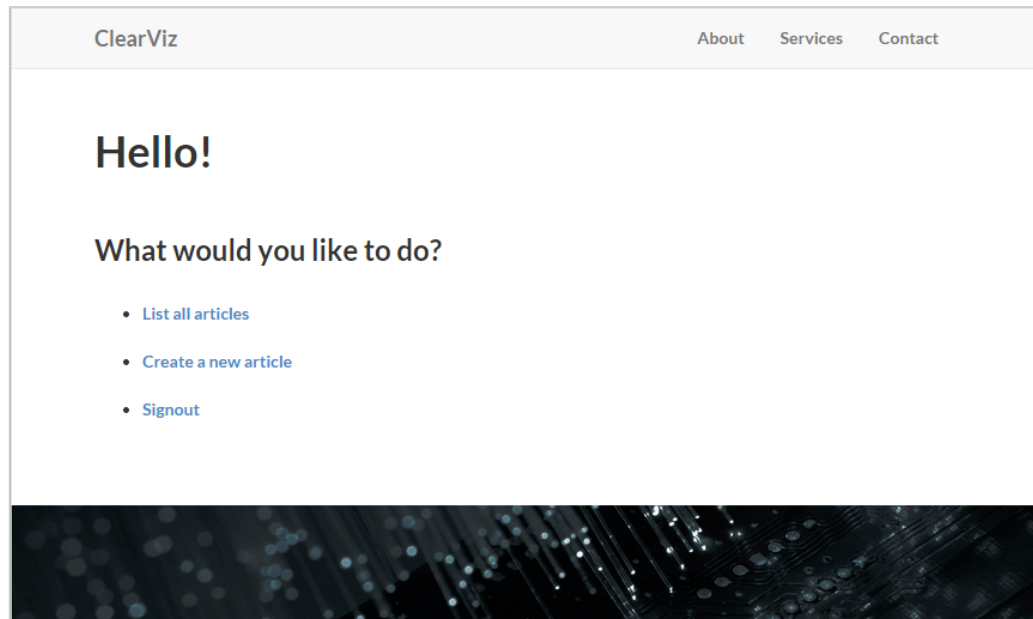 ClearViz About Services Contact
Hello!
What would you like to do?
List all articles
Create a new article
Signout